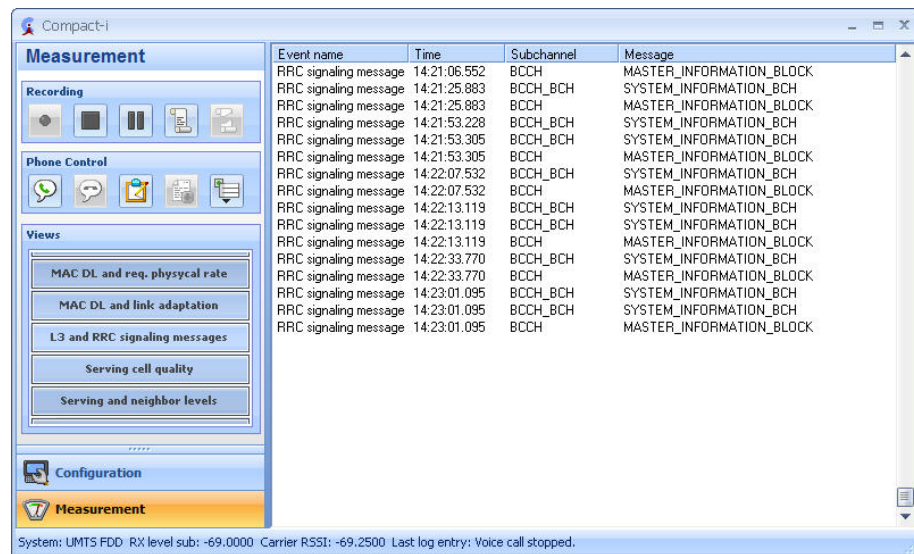 Compact-i
Measurement
Recording
Phone Control
Views
MAC DL and req. physycal rate
MAC DL and link adaptation
L3 and RRC signaling messages
Serving cell quality
Serving and neighbor levels
Configuration
Measurement
Event name Time Subchannel Message
RRC signaling message 14:21:06.552 BCCH MASTER_INFORMATION_BLOCK
RRC signaling message 14:21:25.883 BCCH_BCH SYSTEM_INFORMATION_BCH
RRC signaling message 14:21:25.883 BCCH MASTER_INFORMATION_BLOCK
RRC signaling message 14:21:53.228 BCCH_BCH SYSTEM_INFORMATION_BCH
RRC signaling message 14:21:53.305 BCCH_BCH SYSTEM_INFORMATION_BCH
RRC signaling message 14:21:53.305 BCCH MASTER_INFORMATION_BLOCK
RRC signaling message 14:22:07.532 BCCH_BCH SYSTEM_INFORMATION_BCH
RRC signaling message 14:22:07.532 BCCH MASTER_INFORMATION_BLOCK
RRC signaling message 14:22:13.119 BCCH_BCH SYSTEM_INFORMATION_BCH
RRC signaling message 14:22:13.119 BCCH_BCH SYSTEM_INFORMATION_BCH
RRC signaling message 14:22:13.119 BCCH MASTER_INFORMATION_BLOCK
RRC signaling message 14:22:33.770 BCCH_BCH SYSTEM_INFORMATION_BCH
RRC signaling message 14:22:33.770 BCCH MASTER_INFORMATION_BLOCK
RRC signaling message 14:23:01.095 BCCH_BCH SYSTEM_INFORMATION_BCH
RRC signaling message 14:23:01.095 BCCH_BCH SYSTEM_INFORMATION_BCH
RRC signaling message 14:23:01.095 BCCH MASTER_INFORMATION_BLOCK
System: UMTS FDD RX level sub: -69.0000 Carrier RSSI: -69.2500 Last log entry: Voice call stopped.